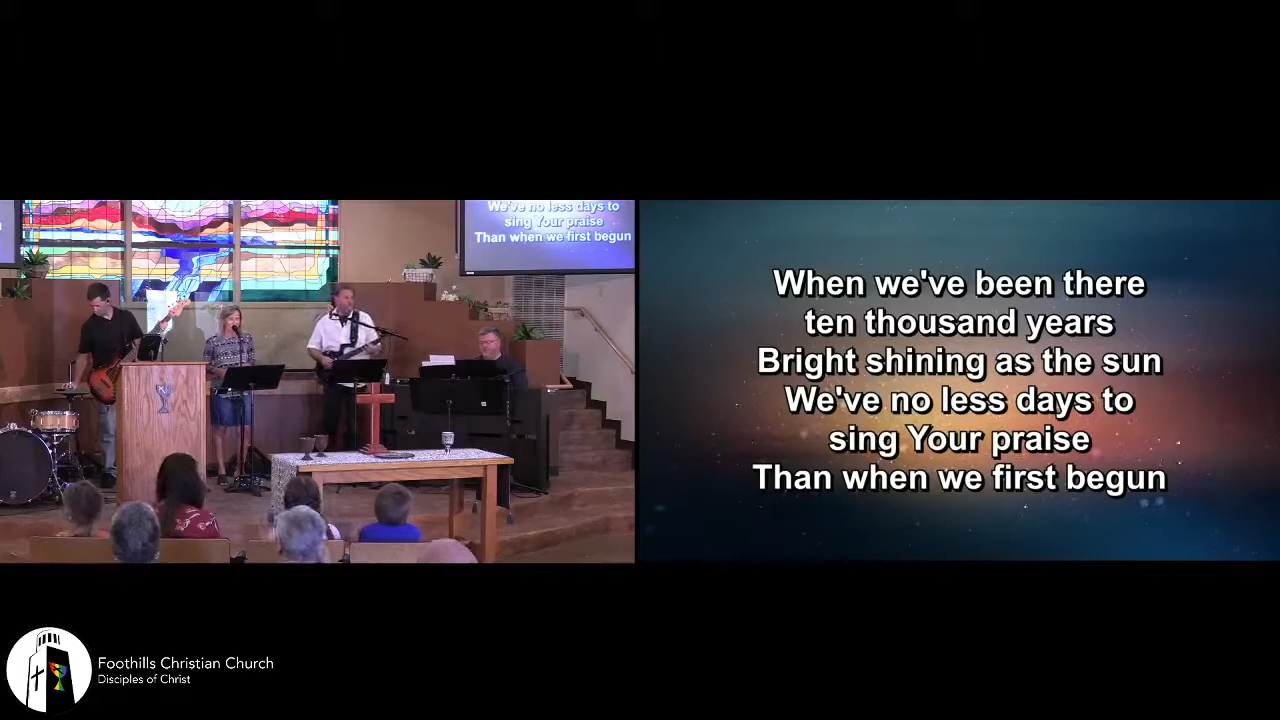 We've no less days to
sing Your praise
Than when we first begun
When we've been there
ten thousand years
Bright shining as the sun
We've no less days to
sing Your praise
Than when we first begun
Foothills Christian Church
Disciples of Christ